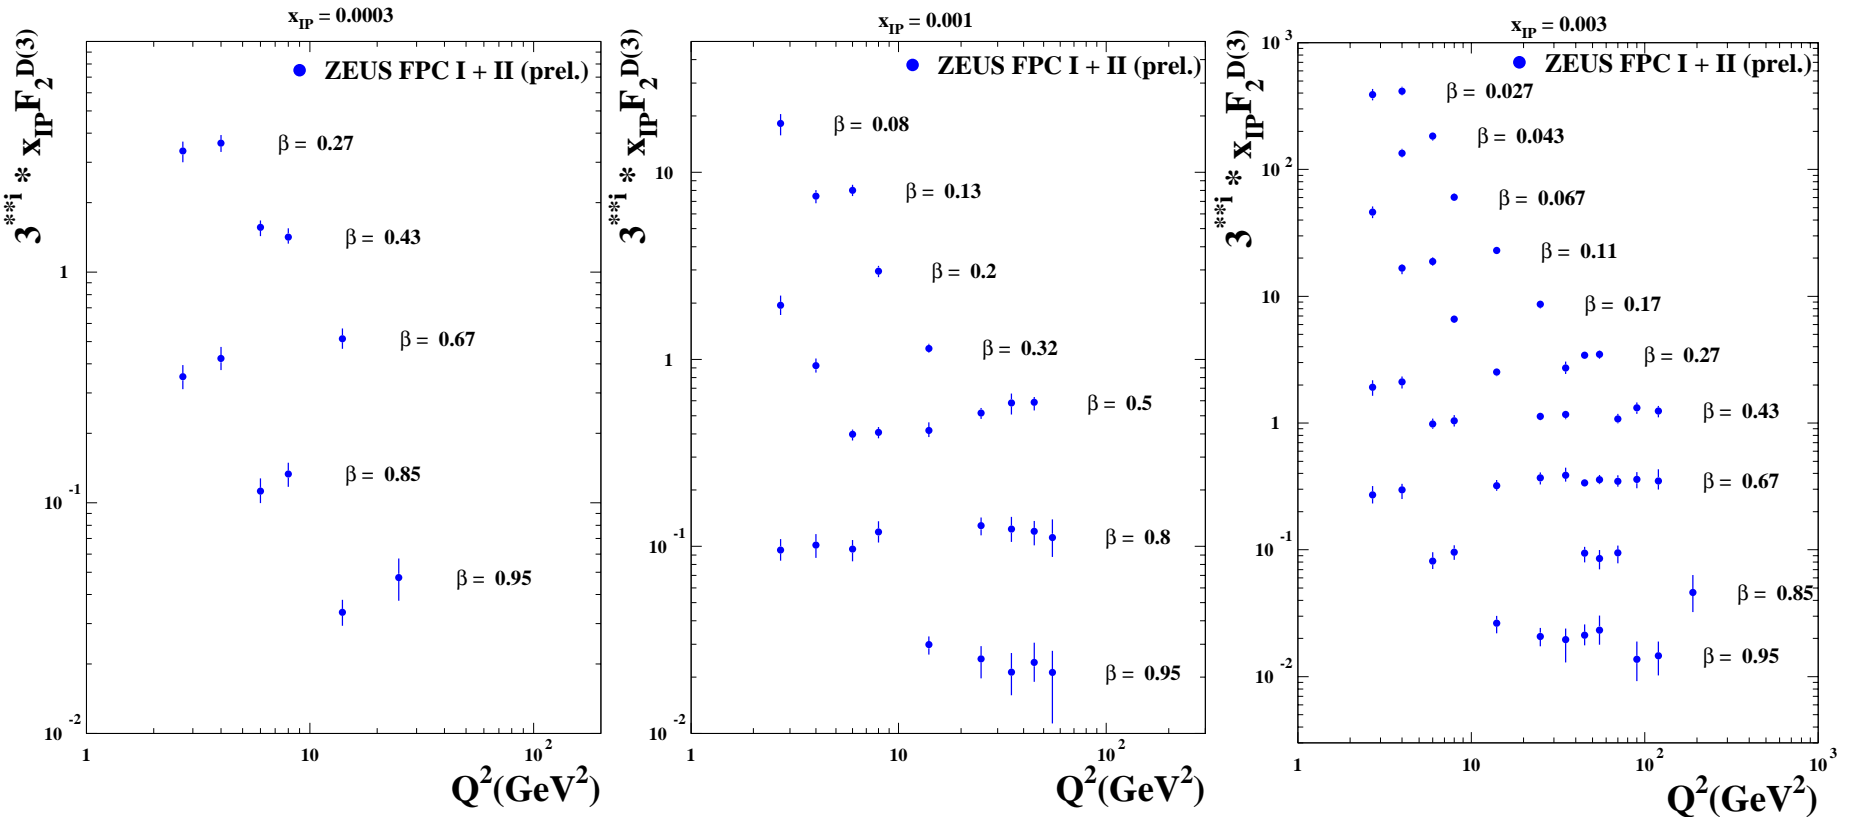 x_IP = 0.0003
ZEUS FPC I + II (prel.)
3^**i * x_IP F_2^D(3)
β = 0.27
β = 0.43
1
β = 0.67
β = 0.85
10^-1
β = 0.95
10^-2
1
10
10^2
Q^2(GeV^2)
x_IP = 0.001
ZEUS FPC I + II (prel.)
3^**i * x_IP F_2^D(3)
β = 0.08
10
β = 0.13
β = 0.2
β = 0.32
1
β = 0.5
β = 0.8
10^-1
β = 0.95
10^-2
1
10
10^2
Q^2(GeV^2)
x_IP = 0.003
10^3
ZEUS FPC I + II (prel.)
3^**i * x_IP F_2^D(3)
β = 0.027
β = 0.043
10^2
β = 0.067
β = 0.11
10
β = 0.17
β = 0.27
β = 0.43
1
β = 0.67
10^-1
β = 0.85
β = 0.95
10^-2
1
10
10^2
10^3
Q^2(GeV^2)